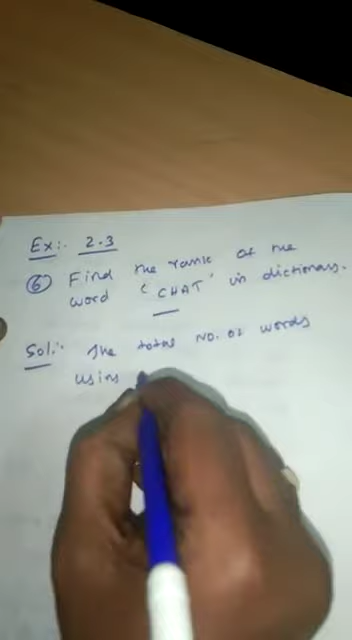 Ex:- 2.3
⑥ Find the rank of the
word 'CHAT' in dictionary.
Sol:- The total No. of words
using